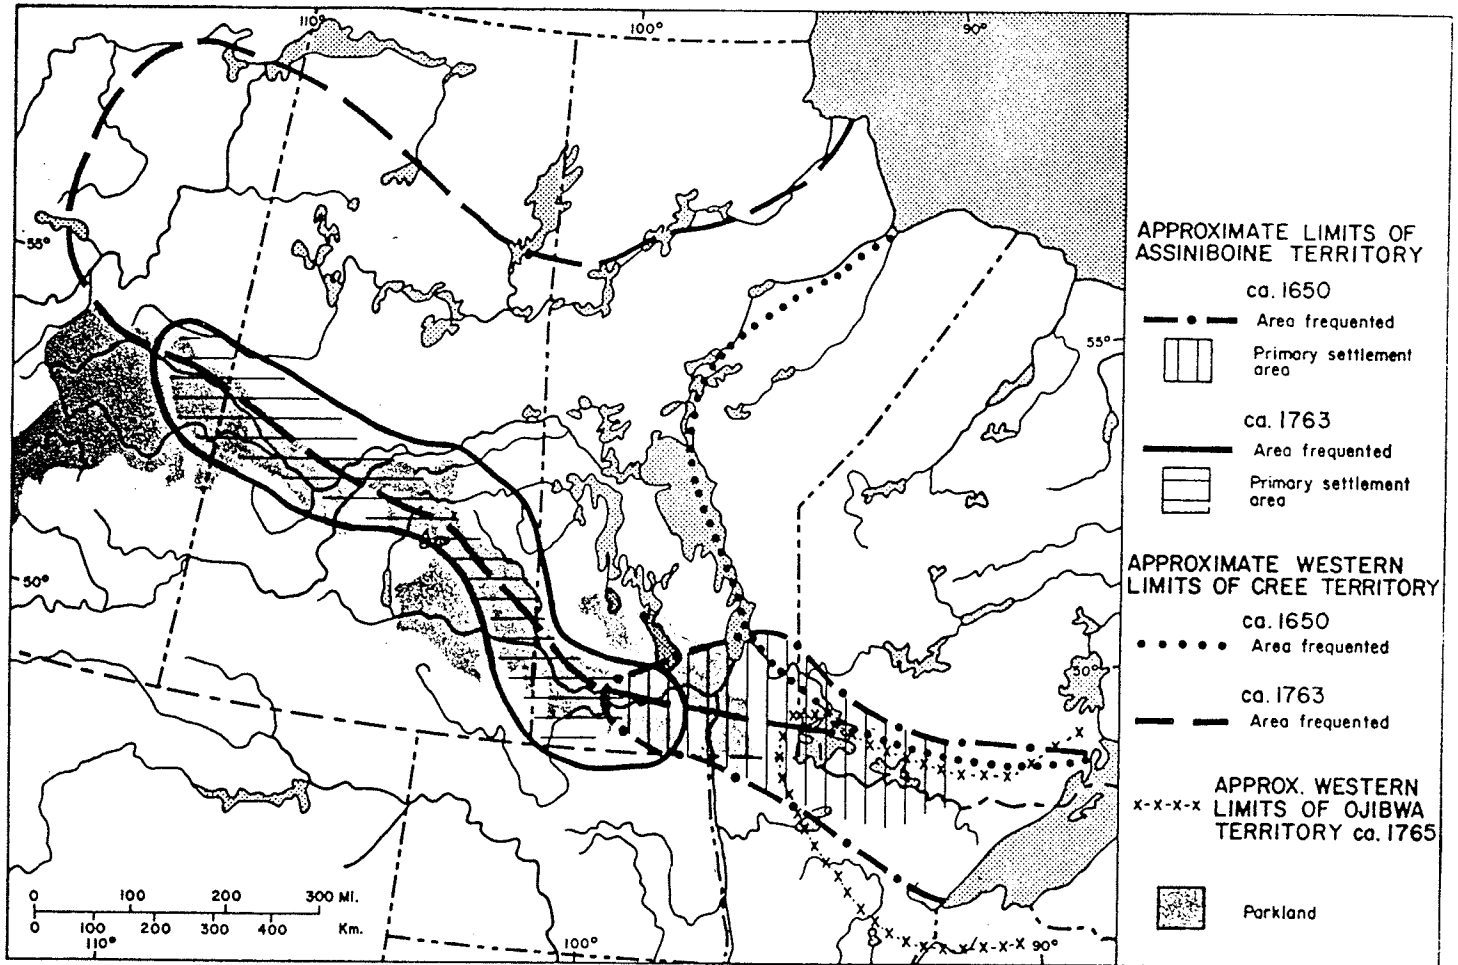 110°
100°
90°
55°
55°
50°
50°
0 100 200 300 MI.
0 100 200 300 400 Km.
110°
100°
90°
APPROXIMATE LIMITS OF
ASSINIBOINE TERRITORY
ca. 1650
Area frequented
Primary settlement
area
ca. 1763
Area frequented
Primary settlement
area
APPROXIMATE WESTERN
LIMITS OF CREE TERRITORY
ca. 1650
Area frequented
ca. 1763
Area frequented
APPROX. WESTERN
x-x-x-x LIMITS OF OJIBWA
TERRITORY ca. 1765
Parkland